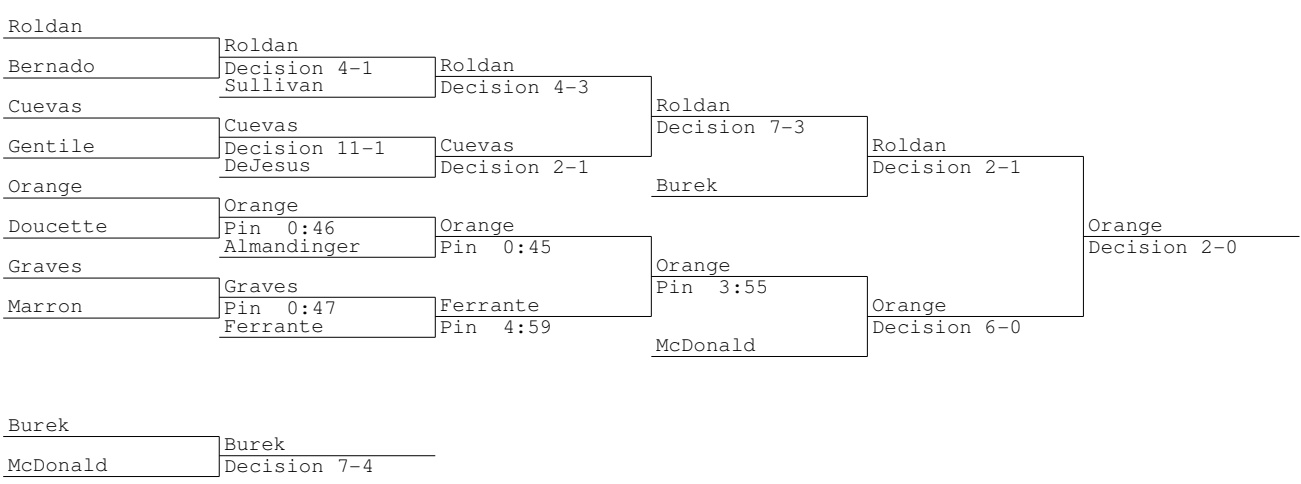 Roldan
Bernado
Cuevas
Gentile
Orange
Doucette
Graves
Marron
Roldan
Decision 4-1
Sullivan
Cuevas
Decision 11-1
DeJesus
Orange
Pin  0:46
Almandinger
Graves
Pin  0:47
Ferrante
Roldan
Decision 4-3
Cuevas
Decision 2-1
Orange
Pin  0:45
Ferrante
Pin  4:59
Roldan
Decision 7-3
Burek
Orange
Pin  3:55
McDonald
Roldan
Decision 2-1
Orange
Decision 6-0
Orange
Decision 2-0
Burek
McDonald
Burek
Decision 7-4